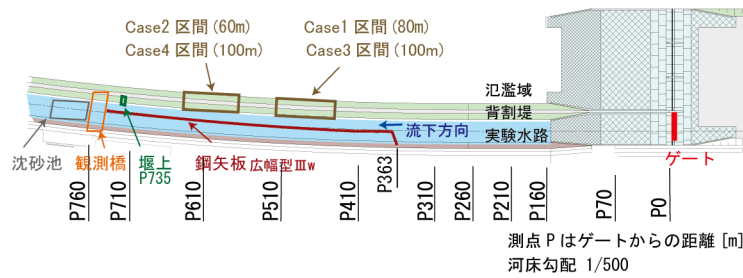 Case2 区間 (60m)
Case4 区間 (100m)
Case1 区間 (80m)
Case3 区間 (100m)
氾濫域
背割堤
実験水路
流下方向
ゲート
沈砂池
観測橋
堰上
P735
鋼矢板 広幅型Ⅲw
P760
P710
P610
P510
P410
P363
P310
P260
P210
P160
P70
P0
測点 P はゲートからの距離 [m]
河床勾配 1/500